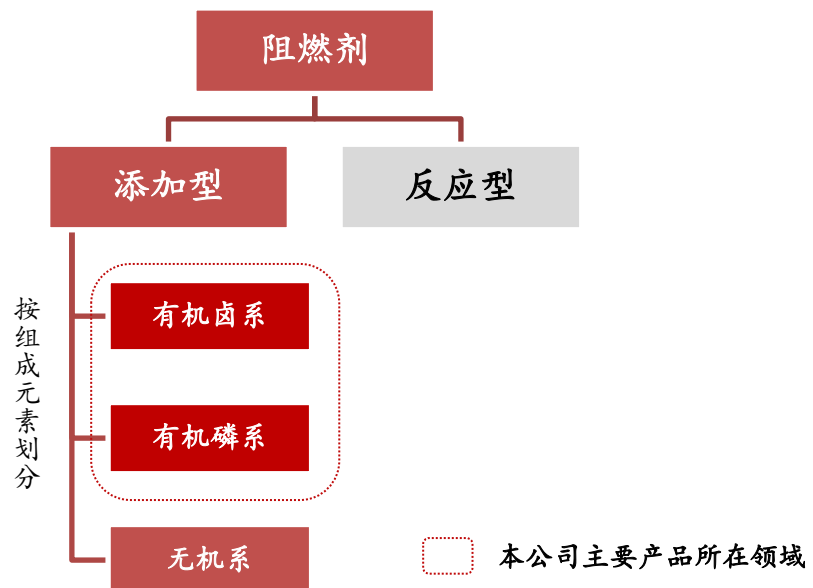 阻燃剂
添加型
反应型
按组成元素划分
有机卤系
有机磷系
无机系
本公司主要产品所在领域